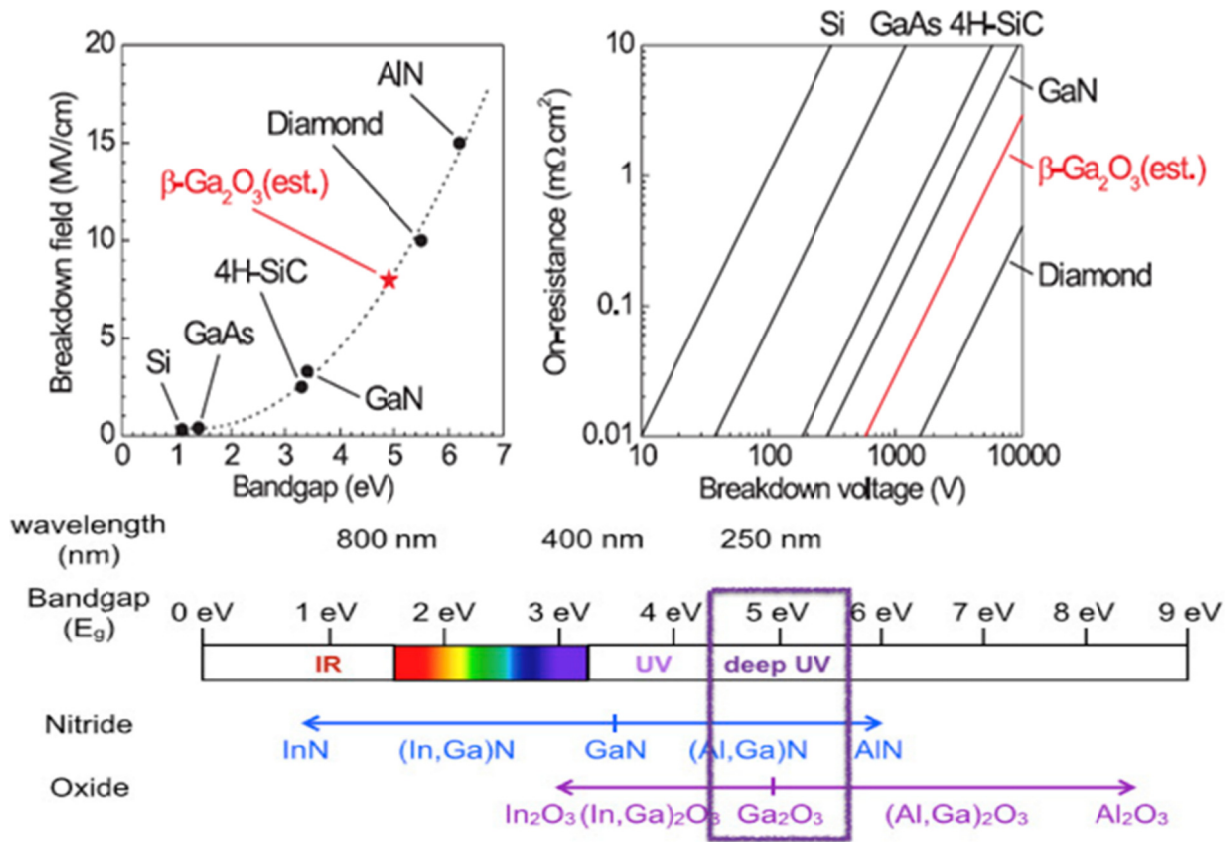 20
15
10
5
0
Breakdown field (MV/cm)
AlN
Diamond
β-Ga₂O₃(est.)
4H-SiC
GaAs
Si
GaN
0 1 2 3 4 5 6 7
Bandgap (eV)
Si GaAs 4H-SiC
10
1
0.1
0.01
On-resistance (mΩ cm²)
GaN
β-Ga₂O₃(est.)
Diamond
10 100 1000 10000
Breakdown voltage (V)
wavelength
(nm)
800 nm 400 nm 250 nm
Bandgap
(Eg)
0 eV 1 eV 2 eV 3 eV 4 eV 5 eV 6 eV 7 eV 8 eV 9 eV
IR UV deep UV
Nitride
InN (In,Ga)N GaN (Al,Ga)N AlN
Oxide
In₂O₃ (In,Ga)₂O₃ Ga₂O₃ (Al,Ga)₂O₃ Al₂O₃